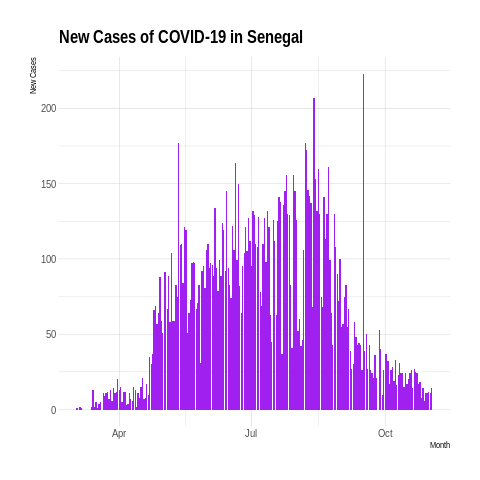 New Cases of COVID-19 in Senegal
New Cases
200
150
100
50
0
Apr
Jul
Oct
Month